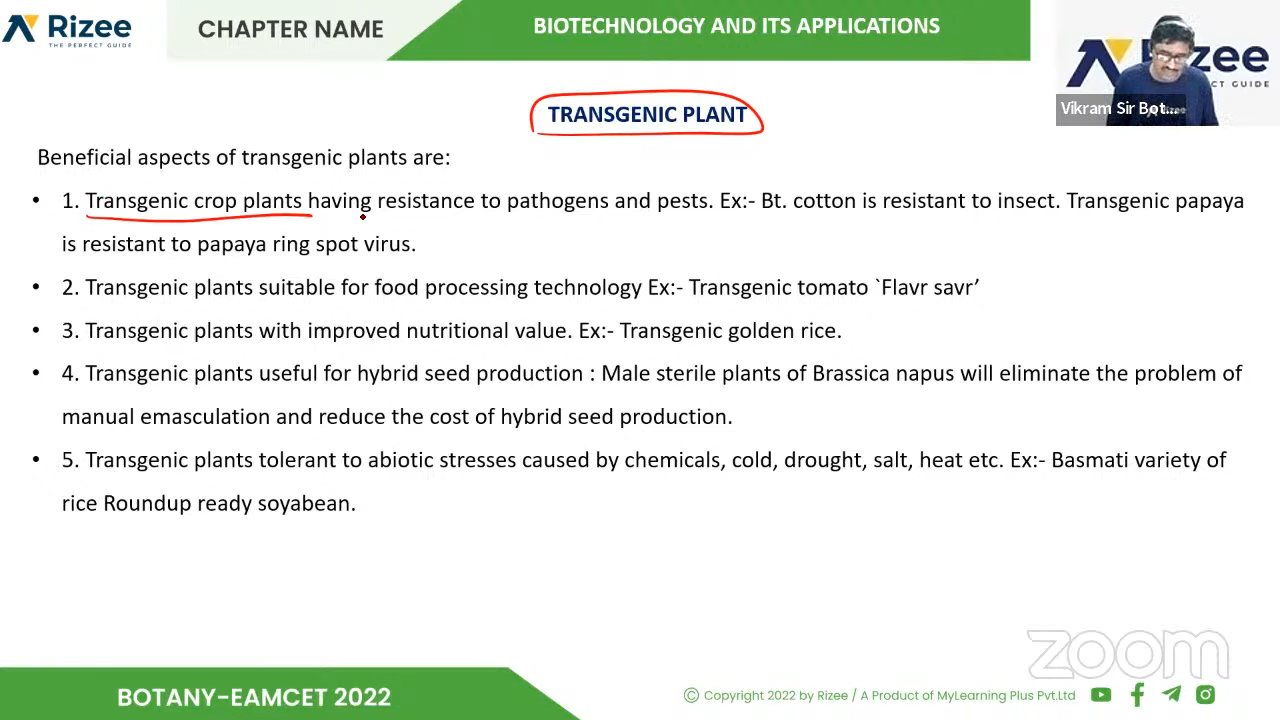 Rizee
THE PERFECT GUIDE
CHAPTER NAME
BIOTECHNOLOGY AND ITS APPLICATIONS
zee
CT GUIDE
Vikram Sir Bot...
TRANSGENIC PLANT
Beneficial aspects of transgenic plants are:
• 1. Transgenic crop plants having resistance to pathogens and pests. Ex:- Bt. cotton is resistant to insect. Transgenic papaya
is resistant to papaya ring spot virus.
• 2. Transgenic plants suitable for food processing technology Ex:- Transgenic tomato `Flavr savr’
• 3. Transgenic plants with improved nutritional value. Ex:- Transgenic golden rice.
• 4. Transgenic plants useful for hybrid seed production : Male sterile plants of Brassica napus will eliminate the problem of
manual emasculation and reduce the cost of hybrid seed production.
• 5. Transgenic plants tolerant to abiotic stresses caused by chemicals, cold, drought, salt, heat etc. Ex:- Basmati variety of
rice Roundup ready soyabean.
zoom
BOTANY-EAMCET 2022
© Copyright 2022 by Rizee / A Product of MyLearning Plus Pvt.Ltd